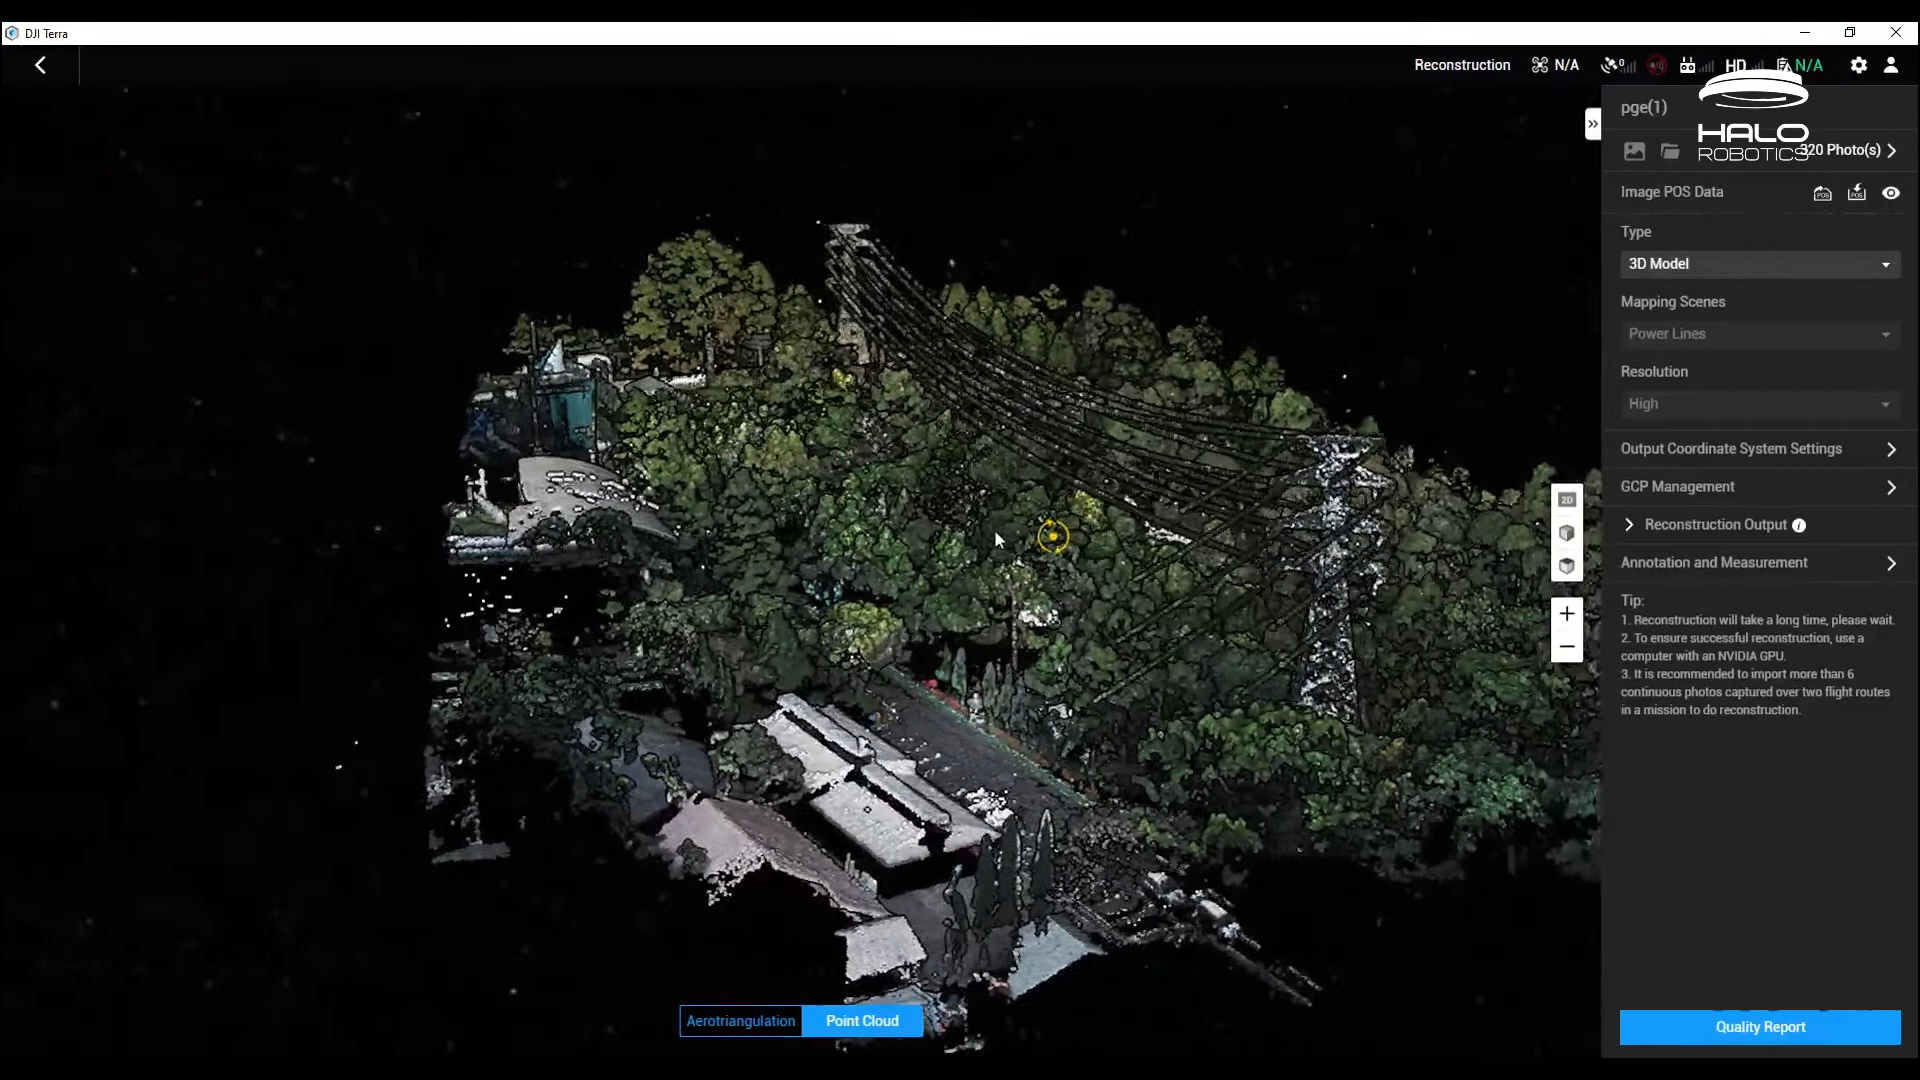 DJI Terra
Reconstruction
N/A
0
HD
N/A
pge(1)
HALO
ROBOTICS
320 Photo(s)
Image POS Data
POS
POS
Type
3D Model
Mapping Scenes
Power Lines
Resolution
High
Output Coordinate System Settings
GCP Management
2D
Reconstruction Output
Annotation and Measurement
Tip:
1. Reconstruction will take a long time, please wait.
2. To ensure successful reconstruction, use a
computer with an NVIDIA GPU.
3. It is recommended to import more than 6
continuous photos captured over two flight routes
in a mission to do reconstruction.
Aerotriangulation
Point Cloud
Quality Report